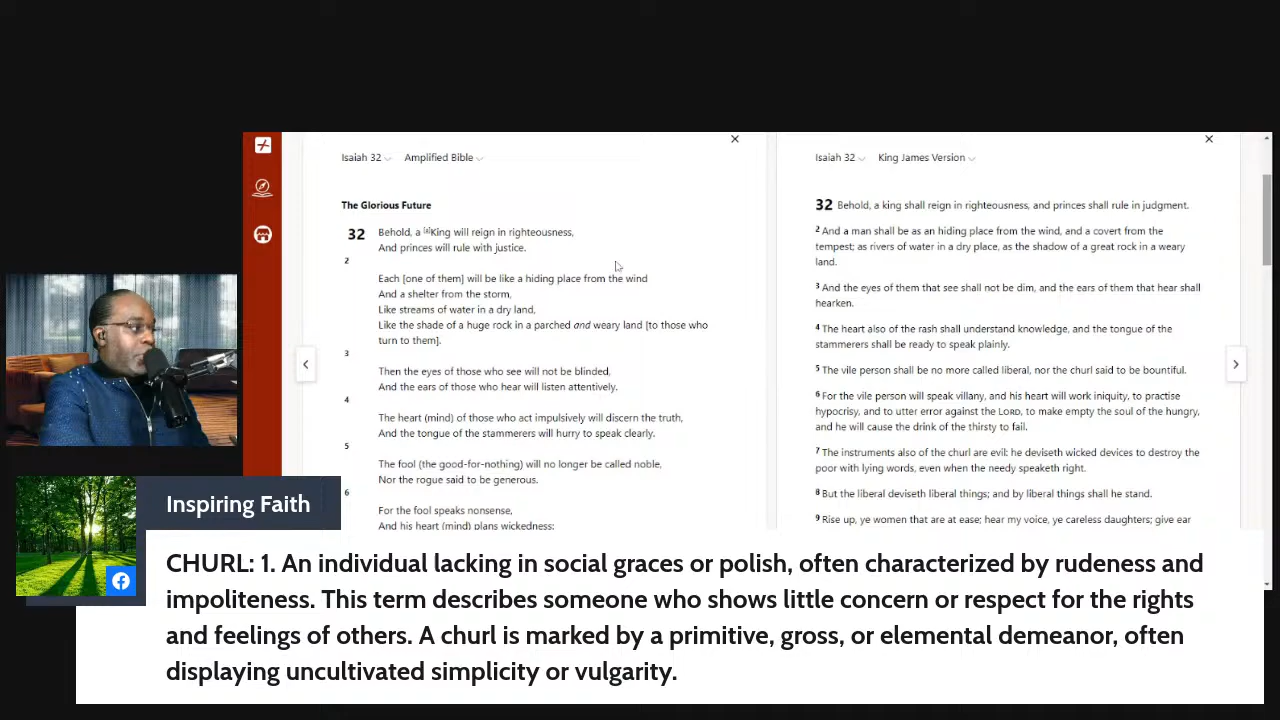 Isaiah 32 Amplified Bible
The Glorious Future
32 Behold, a [a]King will reign in righteousness,
And princes will rule with justice.
2
Each [one of them] will be like a hiding place from the wind
And a shelter from the storm,
Like streams of water in a dry land,
Like the shade of a huge rock in a parched and weary land [to those who
turn to them].
3
Then the eyes of those who see will not be blinded,
And the ears of those who hear will listen attentively.
4
The heart (mind) of those who act impulsively will discern the truth,
And the tongue of the stammerers will hurry to speak clearly.
5
The fool (the good-for-nothing) will no longer be called noble,
Nor the rogue said to be generous.
6
For the fool speaks nonsense,
And his heart (mind) plans wickedness:
Isaiah 32 King James Version
32 Behold, a king shall reign in righteousness, and princes shall rule in judgment.
2 And a man shall be as an hiding place from the wind, and a covert from the
tempest; as rivers of water in a dry place, as the shadow of a great rock in a weary
land.
3 And the eyes of them that see shall not be dim, and the ears of them that hear shall
hearken.
4 The heart also of the rash shall understand knowledge, and the tongue of the
stammerers shall be ready to speak plainly.
5 The vile person shall be no more called liberal, nor the churl said to be bountiful.
6 For the vile person will speak villany, and his heart will work iniquity, to practise
hypocrisy, and to utter error against the LORD, to make empty the soul of the hungry,
and he will cause the drink of the thirsty to fail.
7 The instruments also of the churl are evil: he deviseth wicked devices to destroy the
poor with lying words, even when the needy speaketh right.
8 But the liberal deviseth liberal things; and by liberal things shall he stand.
9 Rise up, ye women that are at ease; hear my voice, ye careless daughters; give ear
Inspiring Faith
CHURL: 1. An individual lacking in social graces or polish, often characterized by rudeness and
impoliteness. This term describes someone who shows little concern or respect for the rights
and feelings of others. A churl is marked by a primitive, gross, or elemental demeanor, often
displaying uncultivated simplicity or vulgarity.